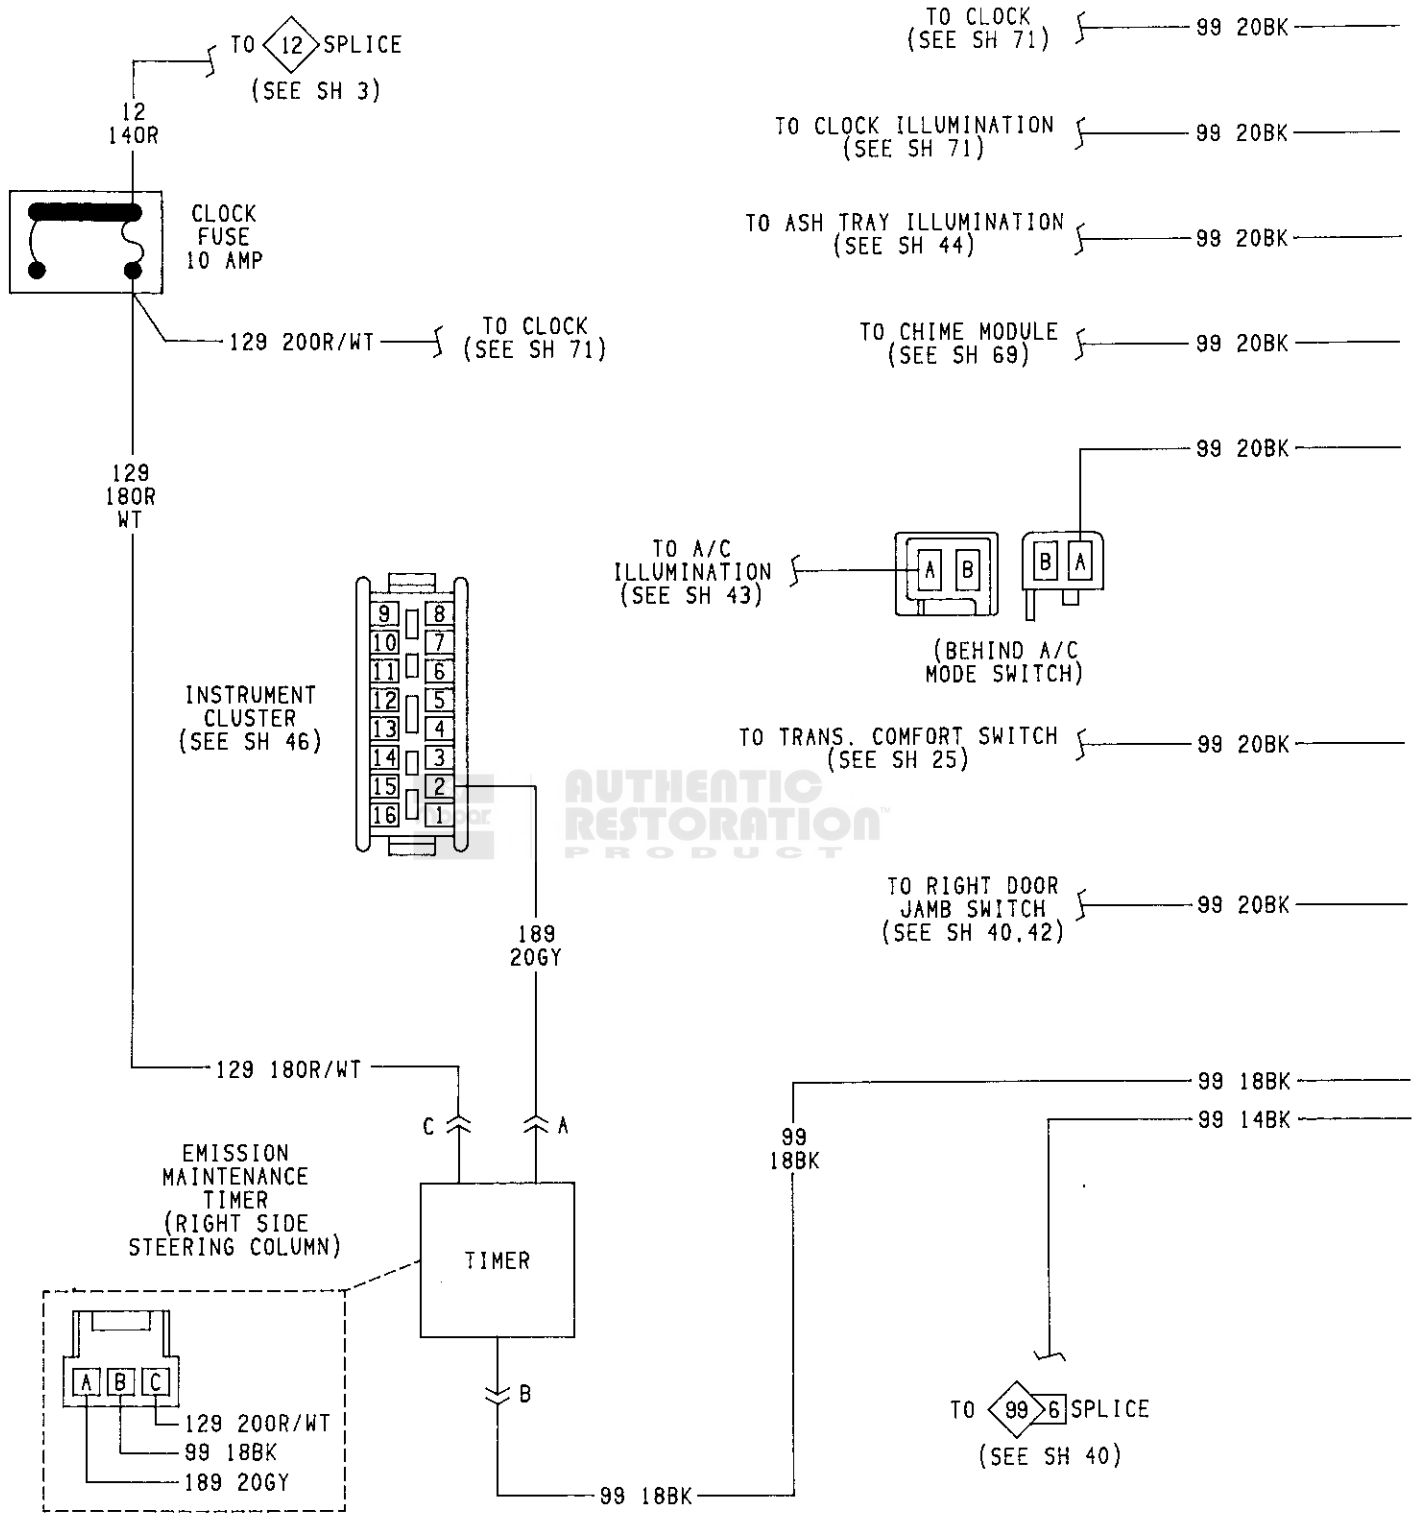 TO 12 SPLICE
(SEE SH 3)
12
14OR
CLOCK
FUSE
10 AMP
129 20OR/WT
TO CLOCK
(SEE SH 71)
129
18OR
WT
TO CLOCK
(SEE SH 71)
99 20BK
TO CLOCK ILLUMINATION
(SEE SH 71)
99 20BK
TO ASH TRAY ILLUMINATION
(SEE SH 44)
99 20BK
TO CHIME MODULE
(SEE SH 69)
99 20BK
99 20BK
TO A/C
ILLUMINATION
(SEE SH 43)
A B
B A
(BEHIND A/C
MODE SWITCH)
INSTRUMENT
CLUSTER
(SEE SH 46)
9 8
10 7
11 6
12 5
13 4
14 3
15 2
16 1
TO TRANS. COMFORT SWITCH
(SEE SH 25)
99 20BK
mopar
AUTHENTIC
RESTORATION™
PRODUCT
TO RIGHT DOOR
JAMB SWITCH
(SEE SH 40,42)
99 20BK
189
20GY
129 18OR/WT
C
A
99 18BK
99 14BK
99
18BK
EMISSION
MAINTENANCE
TIMER
(RIGHT SIDE
STEERING COLUMN)
TIMER
B
A B C
129 20OR/WT
99 18BK
189 20GY
99 18BK
TO 99 6 SPLICE
(SEE SH 40)